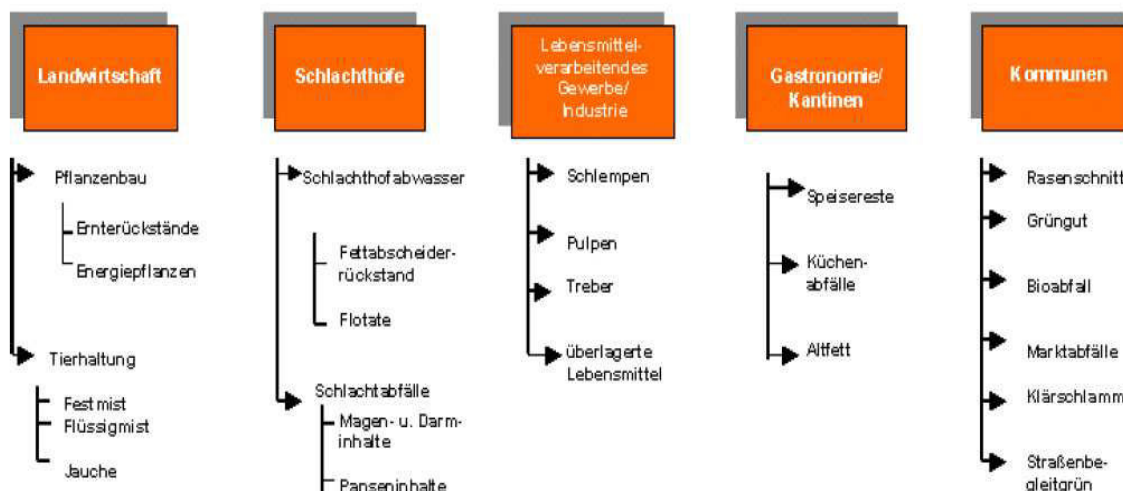 Landwirtschaft
Pflanzenbau
Ernterückstände
Energiepflanzen
Tierhaltung
Festmist
Flüssigmist
Jauche
Schlachthöfe
Schlachthofabwasser
Fettabscheider-
rückstand
Flotate
Schlachtabfälle
Magen- u. Darm-
inhalte
Panseninhalte
Lebensmittel-
verarbeitendes
Gewerbe/
Industrie
Schlempen
Pulpen
Treber
überlagerte
Lebensmittel
Gastronomie/
Kantinen
Speisereste
Küchen-
abfälle
Altfett
Kommunen
Rasenschnitt
Grüngut
Bioabfall
Marktabfälle
Klärschlamm
Straßenbe-
gleitgrün